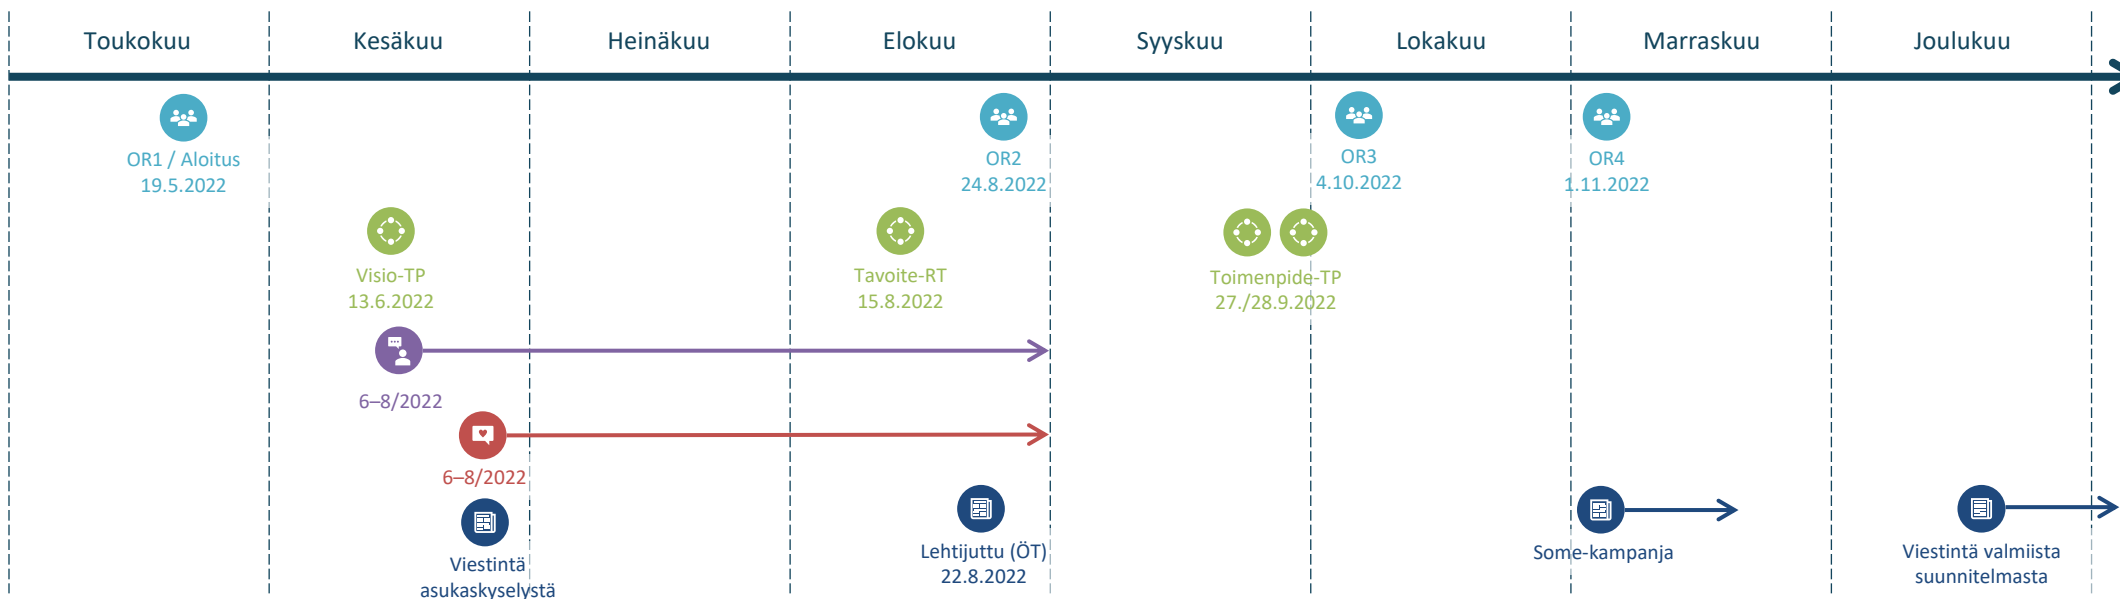 Toukokuu
Kesäkuu
Heinäkuu
Elokuu
Syyskuu
Lokakuu
Marraskuu
Joulukuu
OR1 / Aloitus
19.5.2022
OR2
24.8.2022
OR3
4.10.2022
OR4
1.11.2022
Visio-TP
13.6.2022
Tavoite-RT
15.8.2022
Toimenpide-TP
27./28.9.2022
6–8/2022
6–8/2022
Viestintä
asukaskyselystä
Lehtijuttu (ÖT)
22.8.2022
Some-kampanja
Viestintä valmiista
suunnitelmasta